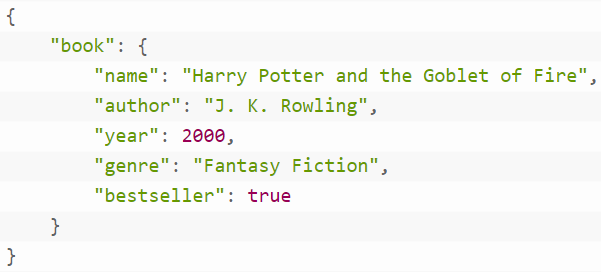 {
    "book": {
        "name": "Harry Potter and the Goblet of Fire",
        "author": "J. K. Rowling",
        "year": 2000,
        "genre": "Fantasy Fiction",
        "bestseller": true
    }
}